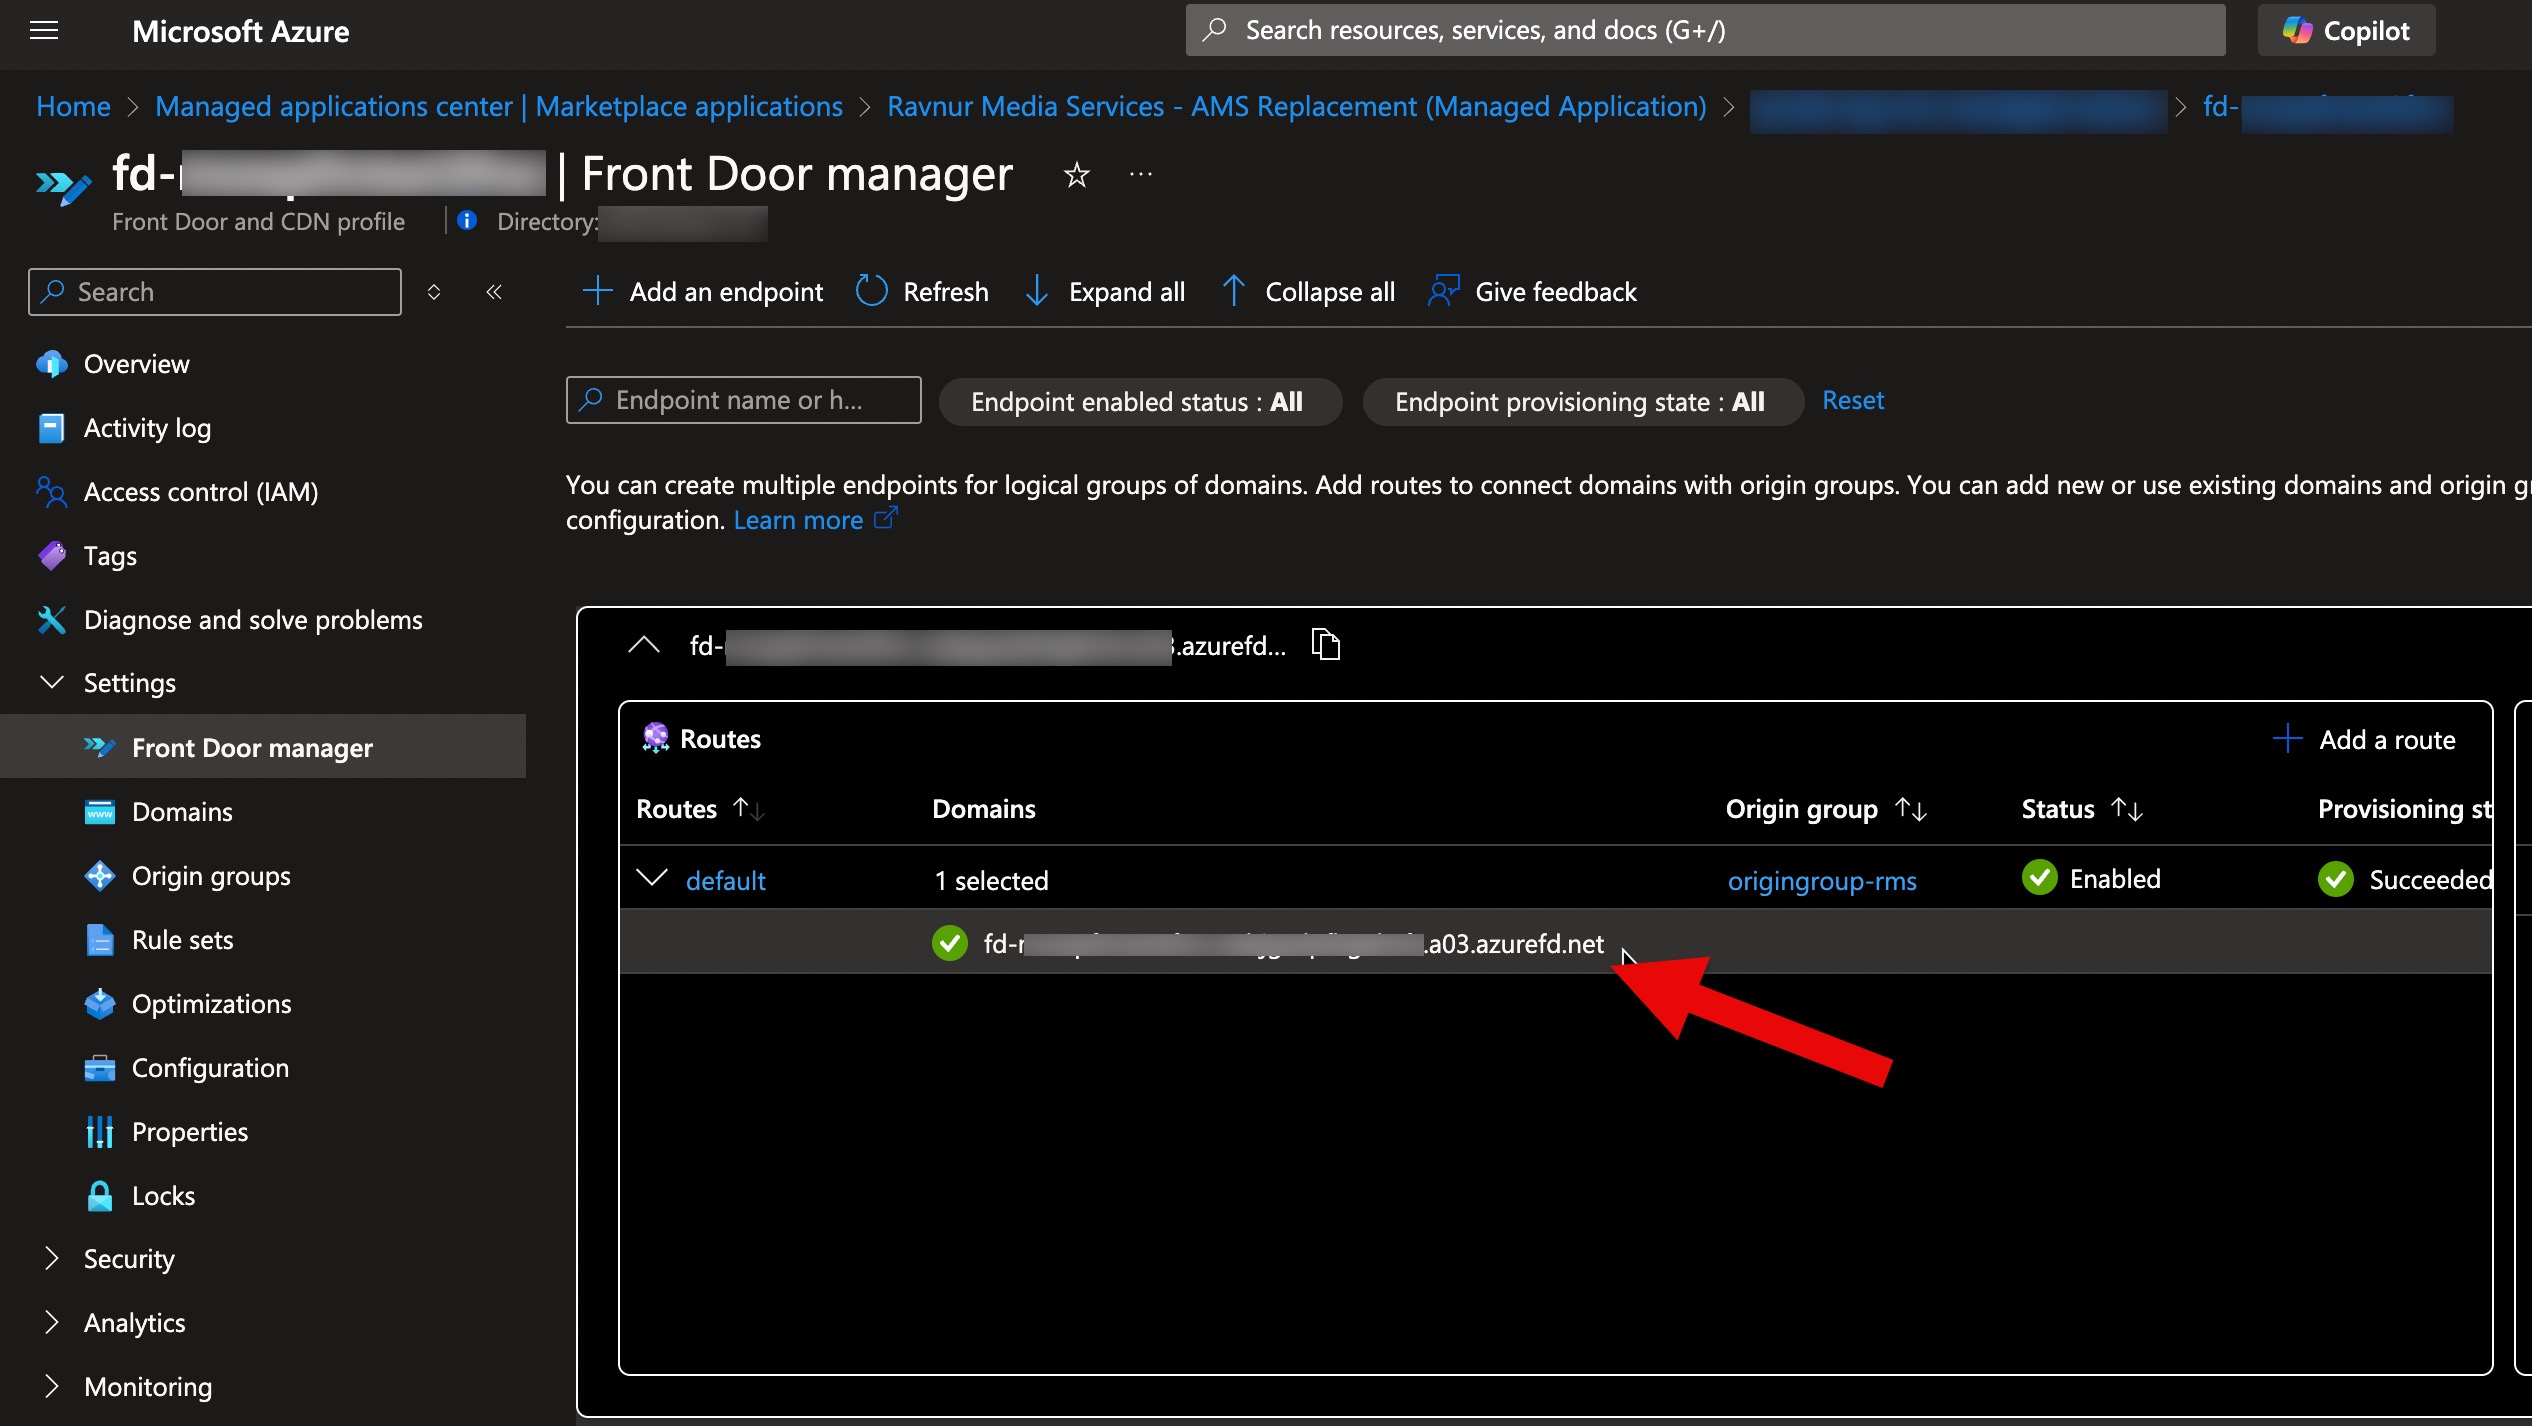 Microsoft Azure
Search resources, services, and docs (G+/)
Copilot
Home > Managed applications center | Marketplace applications > Ravnur Media Services - AMS Replacement (Managed Application) > > fd-
fd- | Front Door manager ☆ ...
Front Door and CDN profile
Directory:
Search
Add an endpoint
Refresh
Expand all
Collapse all
Give feedback
Overview
Activity log
Access control (IAM)
Tags
Diagnose and solve problems
Settings
Front Door manager
Domains
Origin groups
Rule sets
Optimizations
Configuration
Properties
Locks
Security
Analytics
Monitoring
Endpoint name or h...
Endpoint enabled status : All
Endpoint provisioning state : All
Reset
You can create multiple endpoints for logical groups of domains. Add routes to connect domains with origin groups. You can add new or use existing domains and origin gr
configuration. Learn more
fd- .azurefd...
Routes
Add a route
Routes ↑↓ Domains Origin group ↑↓ Status ↑↓ Provisioning st
default 1 selected origingroup-rms Enabled Succeeded
fd- .a03.azurefd.net